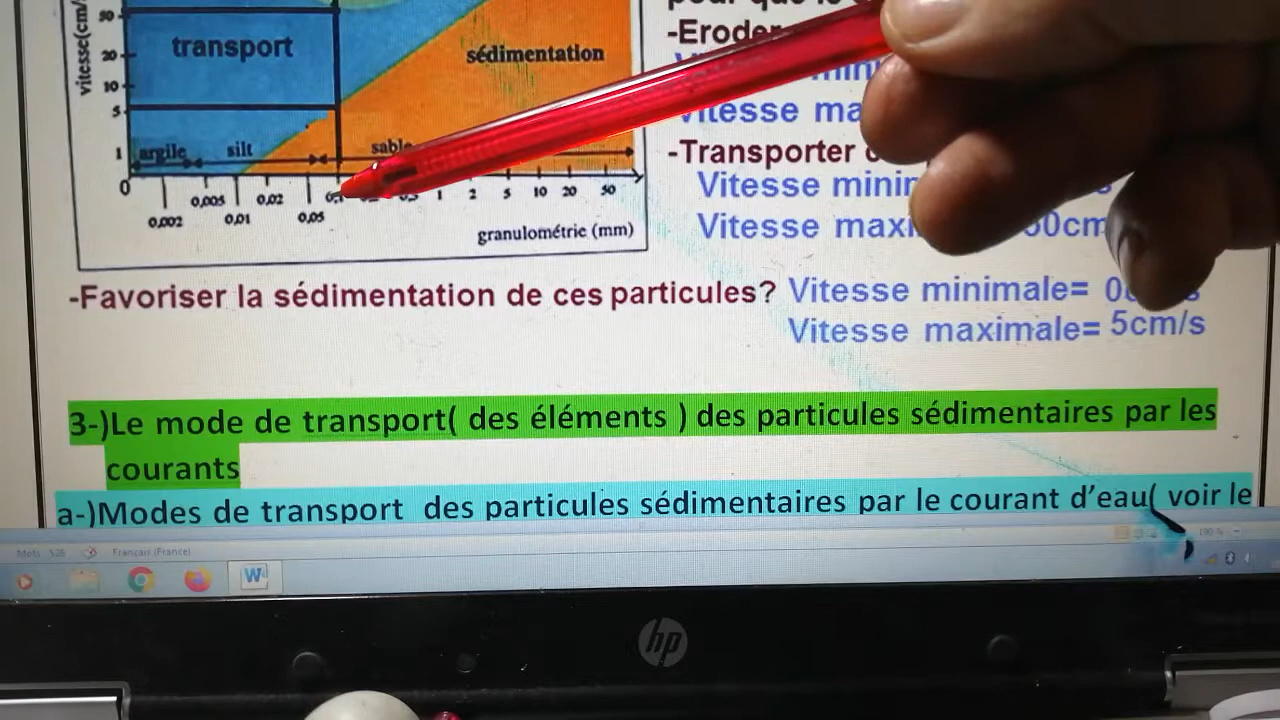 vitesse(cm/
50
transport
20
sédimentation
10
5
1
argile
silt
sable
0
0,005
0,02
1
2
5
10
20
50
0,002
0,01
0,05
granulométrie (mm)
-Eroder
Vitesse ma
-Transporter
Vitesse minim
Vitesse maxi
-Favoriser la sédimentation de ces particules?
Vitesse minimale=
Vitesse maximale= 5cm/s
3-)Le mode de transport( des éléments ) des particules sédimentaires par les
courants
a-)Modes de transport des particules sédimentaires par le courant d’eau( voir le
Mots 526
Français (France)
190 %
W
hp